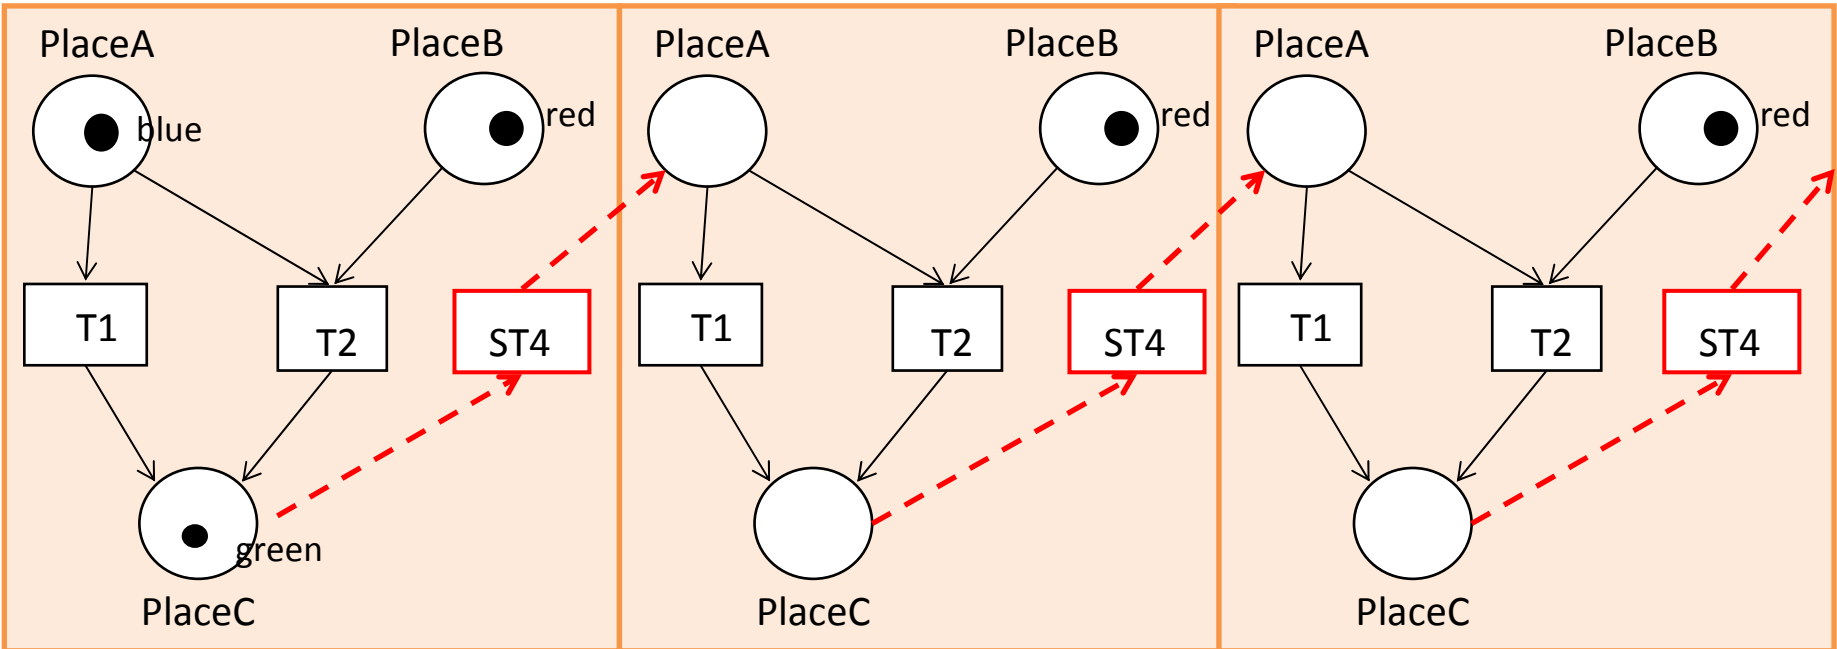 PlaceA PlaceB
blue red
T1 T2 ST4
green
PlaceC
PlaceA PlaceB
red
T1 T2 ST4
PlaceC
PlaceA PlaceB
red
T1 T2 ST4
PlaceC